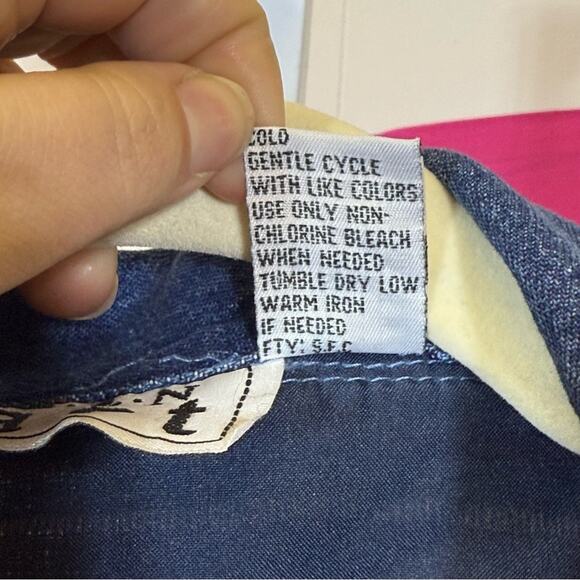 COLD
GENTLE CYCLE
WITH LIKE COLORS
USE ONLY NON-
CHLORINE BLEACH
WHEN NEEDED
TUMBLE DRY LOW
WARM IRON
IF NEEDED
FTY: S.F.C